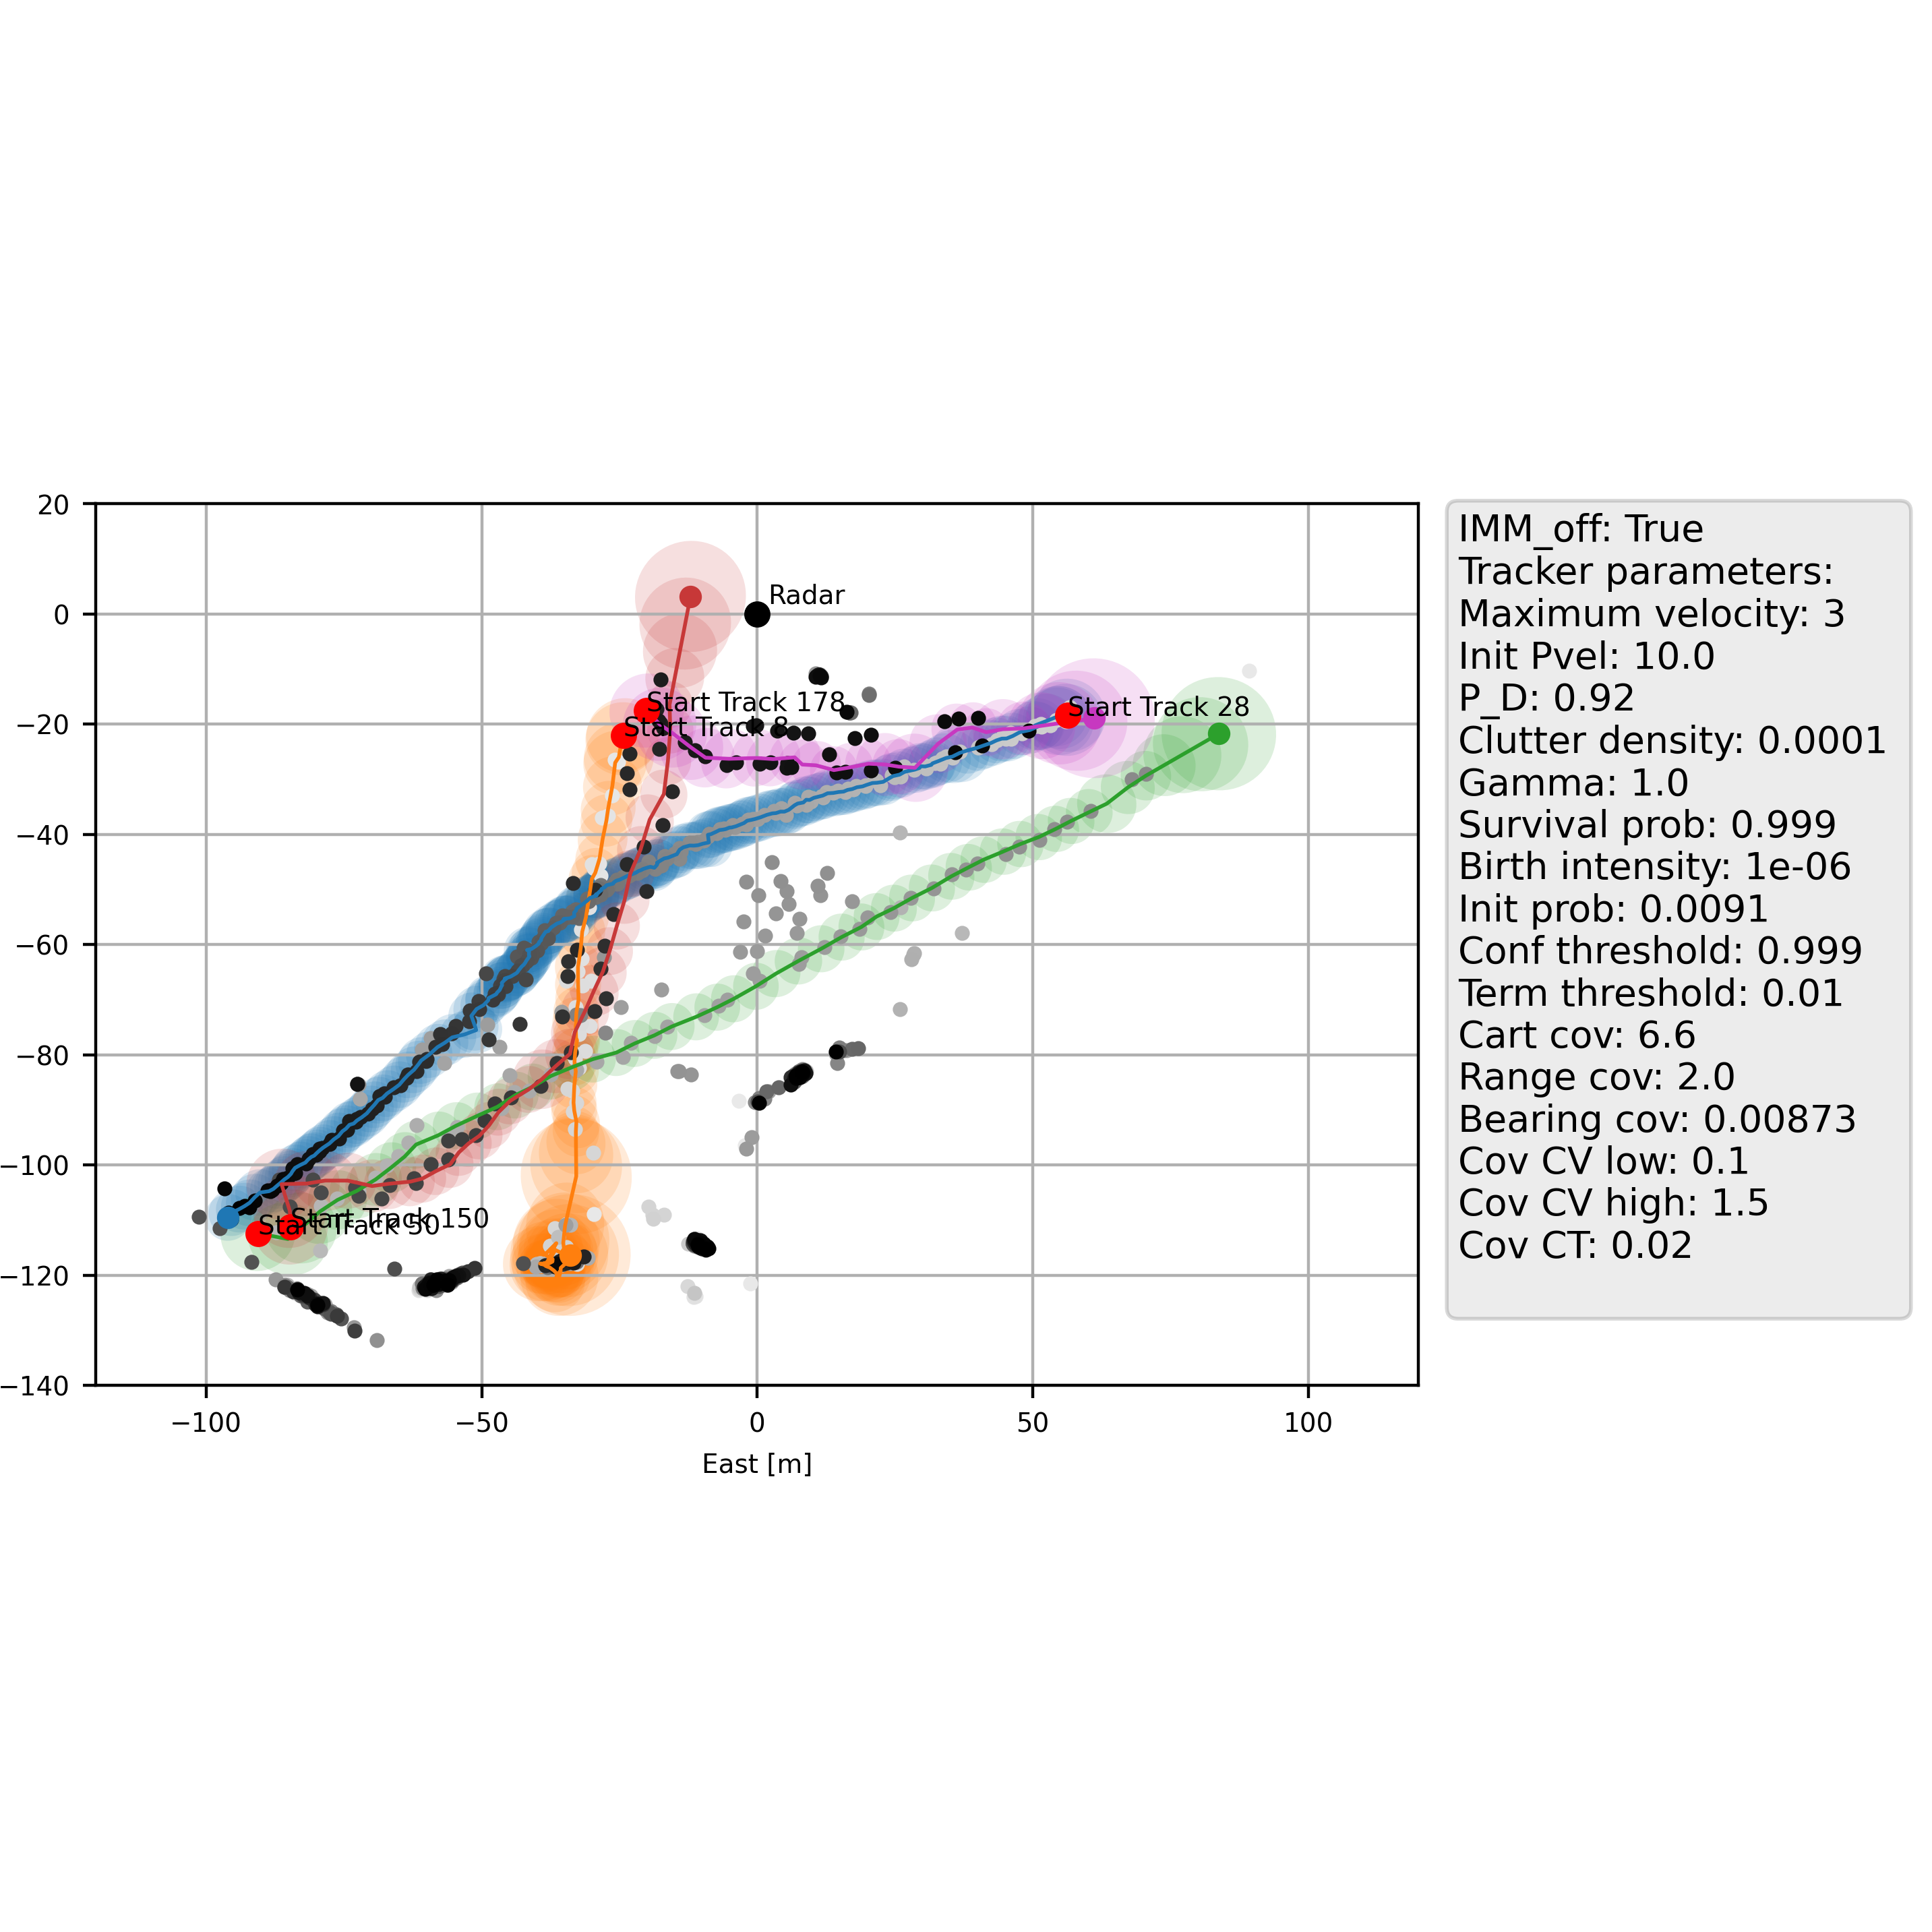 20
0
−20
−40
−60
−80
−100
−120
−140
−100
−50
0
50
100
East [m]
Radar
Start Track 178
Start Track 8
Start Track 28
Start Track 150
Start Track 50
IMM_off: True
Tracker parameters:
Maximum velocity: 3
Init Pvel: 10.0
P_D: 0.92
Clutter density: 0.0001
Gamma: 1.0
Survival prob: 0.999
Birth intensity: 1e-06
Init prob: 0.0091
Conf threshold: 0.999
Term threshold: 0.01
Cart cov: 6.6
Range cov: 2.0
Bearing cov: 0.00873
Cov CV low: 0.1
Cov CV high: 1.5
Cov CT: 0.02